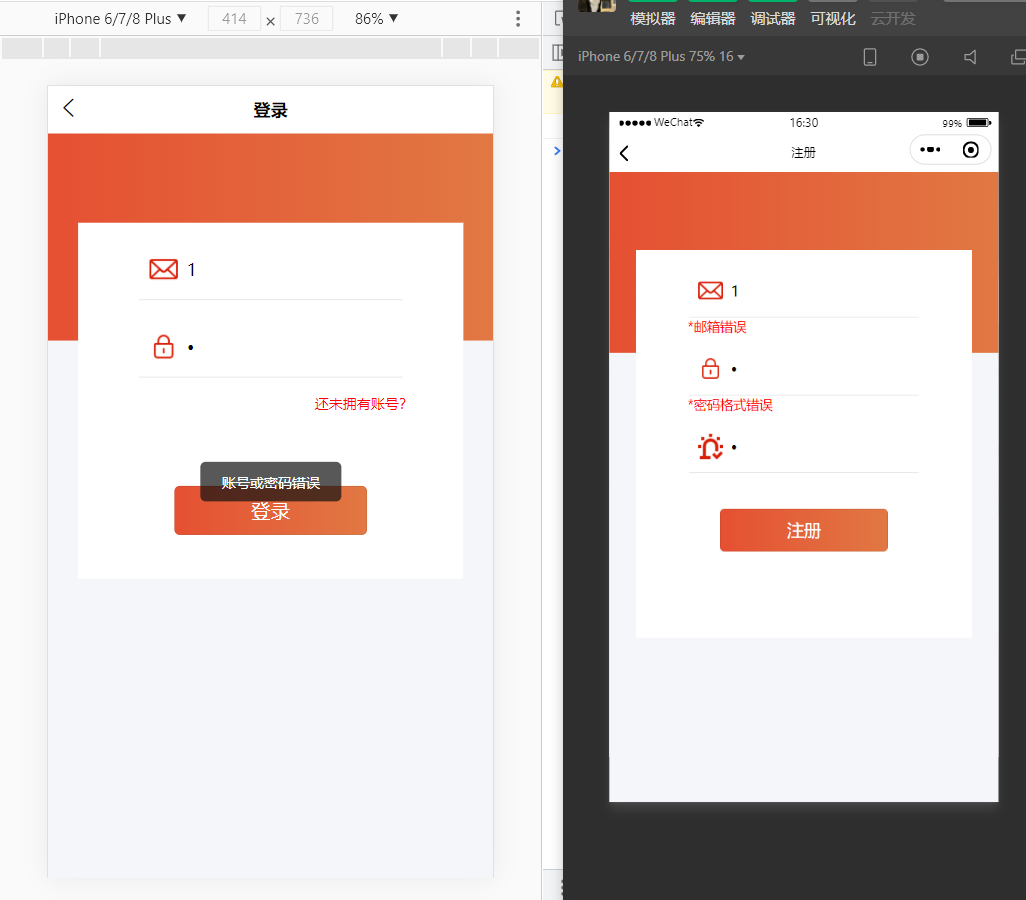 iPhone 6/7/8 Plus ▼ 414 × 736 86% ▼
登录
1
•
还未拥有账号?
账号或密码错误
登录
模拟器 编辑器 调试器 可视化 云开发
iPhone 6/7/8 Plus 75% 16
WeChat 16:30 99%
注册
1
*邮箱错误
•
*密码格式错误
•
注册